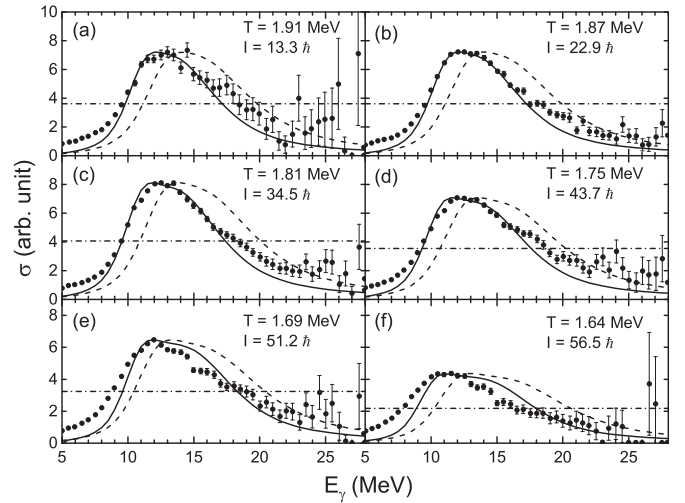 (a) T = 1.91 MeV
I = 13.3 ħ
(b) T = 1.87 MeV
I = 22.9 ħ
8
6
4
2
0
(c) T = 1.81 MeV
I = 34.5 ħ
(d) T = 1.75 MeV
I = 43.7 ħ
8
6
4
2
0
σ (arb. unit)
(e) T = 1.69 MeV
I = 51.2 ħ
(f) T = 1.64 MeV
I = 56.5 ħ
8
6
4
2
0
5 10 15 20 25 5 10 15 20 25
Eγ (MeV)